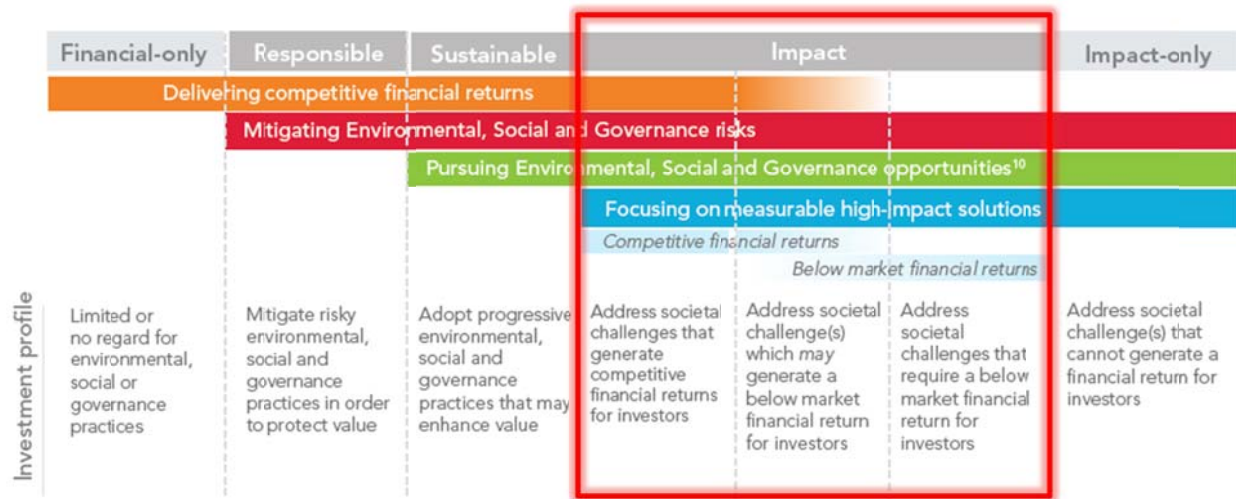 Financial-only
Responsible
Sustainable
Impact
Impact-only
Delivering competitive financial returns
Mitigating Environmental, Social and Governance risks
Pursuing Environmental, Social and Governance opportunities¹⁰
Focusing on measurable high-impact solutions
Competitive financial returns
Below market financial returns
Investment profile
Limited or
no regard for
environmental,
social or
governance
practices
Mitigate risky
environmental,
social and
governance
practices in order
to protect value
Adopt progressive
environmental,
social and
governance
practices that may
enhance value
Address societal
challenges that
generate
competitive
financial returns
for investors
Address societal
challenge(s)
which may
generate a
below market
financial return
for investors
Address
societal
challenges that
require a below
market financial
return for
investors
Address societal
challenge(s) that
cannot generate a
financial return for
investors